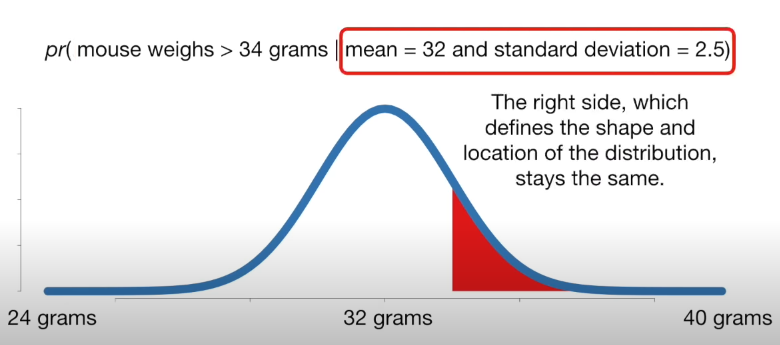 pr( mouse weighs > 34 grams | mean = 32 and standard deviation = 2.5)
The right side, which
defines the shape and
location of the distribution,
stays the same.
24 grams 32 grams 40 grams